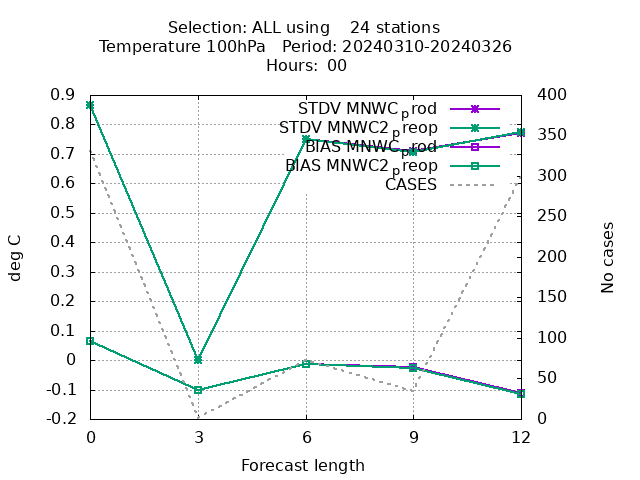 Selection: ALL using    24 stations
Temperature 100hPa   Period: 20240310-20240326
Hours: 00
STDV MNWC_prod
STDV MNWC2_preop
BIAS MNWC_prod
BIAS MNWC2_preop
CASES
deg C
0.9
0.8
0.7
0.6
0.5
0.4
0.3
0.2
0.1
0
-0.1
-0.2
No cases
400
350
300
250
200
150
100
50
0
0 3 6 9 12
Forecast length